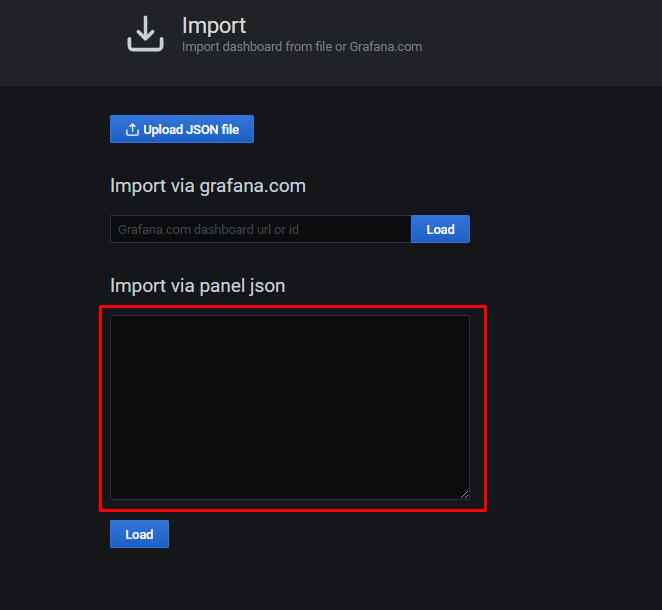 Import
Import dashboard from file or Grafana.com
Upload JSON file
Import via grafana.com
Grafana.com dashboard url or id
Load
Import via panel json
Load